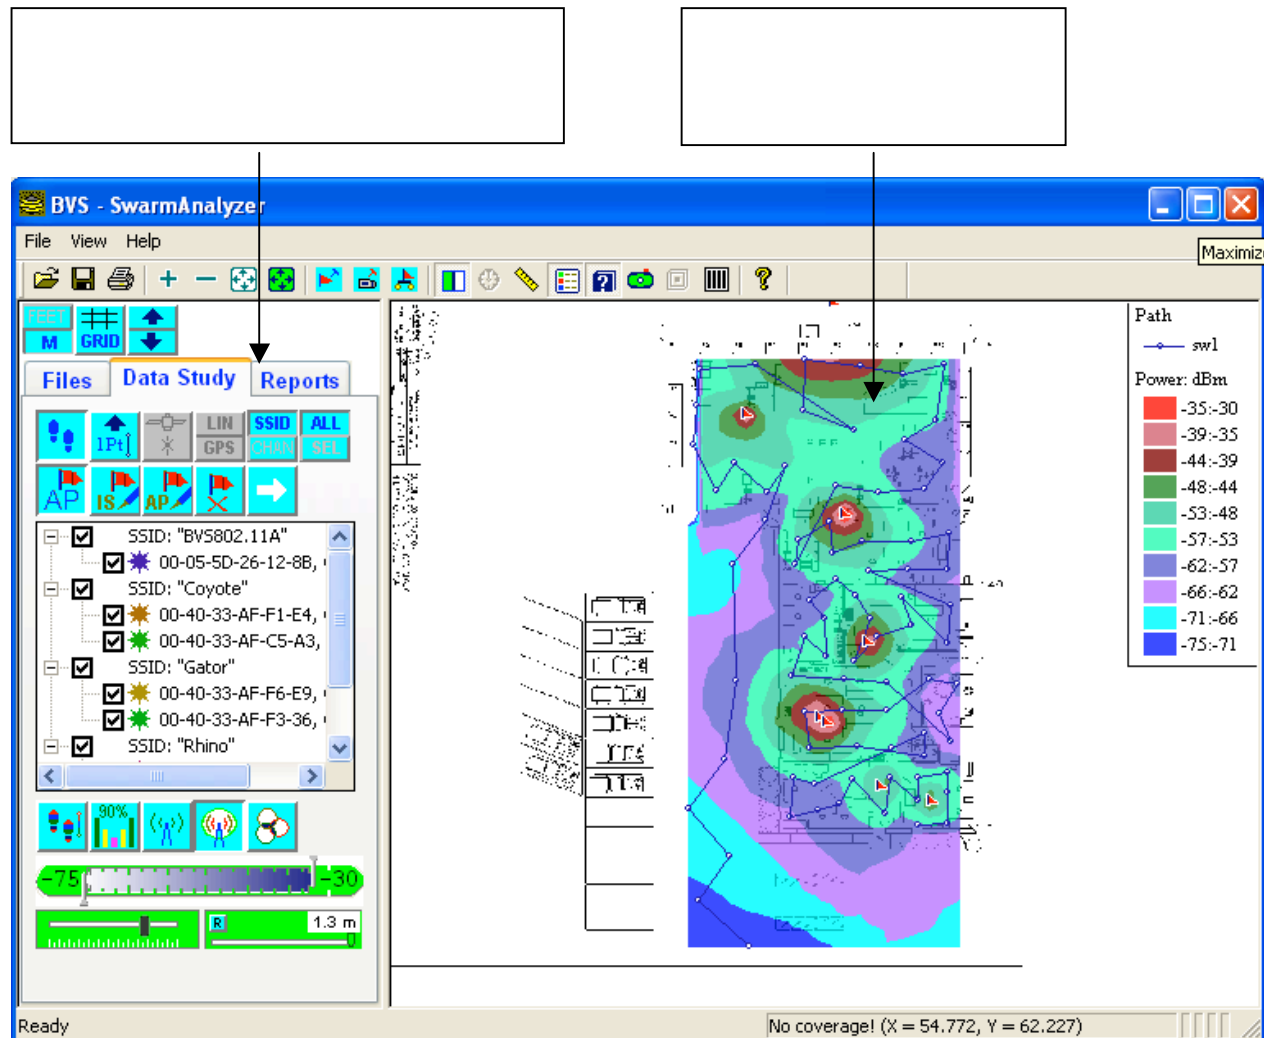 BVS - SwarmAnalyzer
File View Help
Maximize
FEET
M GRID
Files Data Study Reports
1Pt LIN GPS SSID CHAN ALL SEL
AP IS AP
SSID: "BVS802.11A"
00-05-5D-26-12-8B,
SSID: "Coyote"
00-40-33-AF-F1-E4,
00-40-33-AF-C5-A3,
SSID: "Gator"
00-40-33-AF-F6-E9,
00-40-33-AF-F3-36,
SSID: "Rhino"
90%
-75 -30
R 1.3 m
Path
sw1
Power: dBm
-35:-30
-39:-35
-44:-39
-48:-44
-53:-48
-57:-53
-62:-57
-66:-62
-71:-66
-75:-71
Ready
No coverage! (X = 54.772, Y = 62.227)